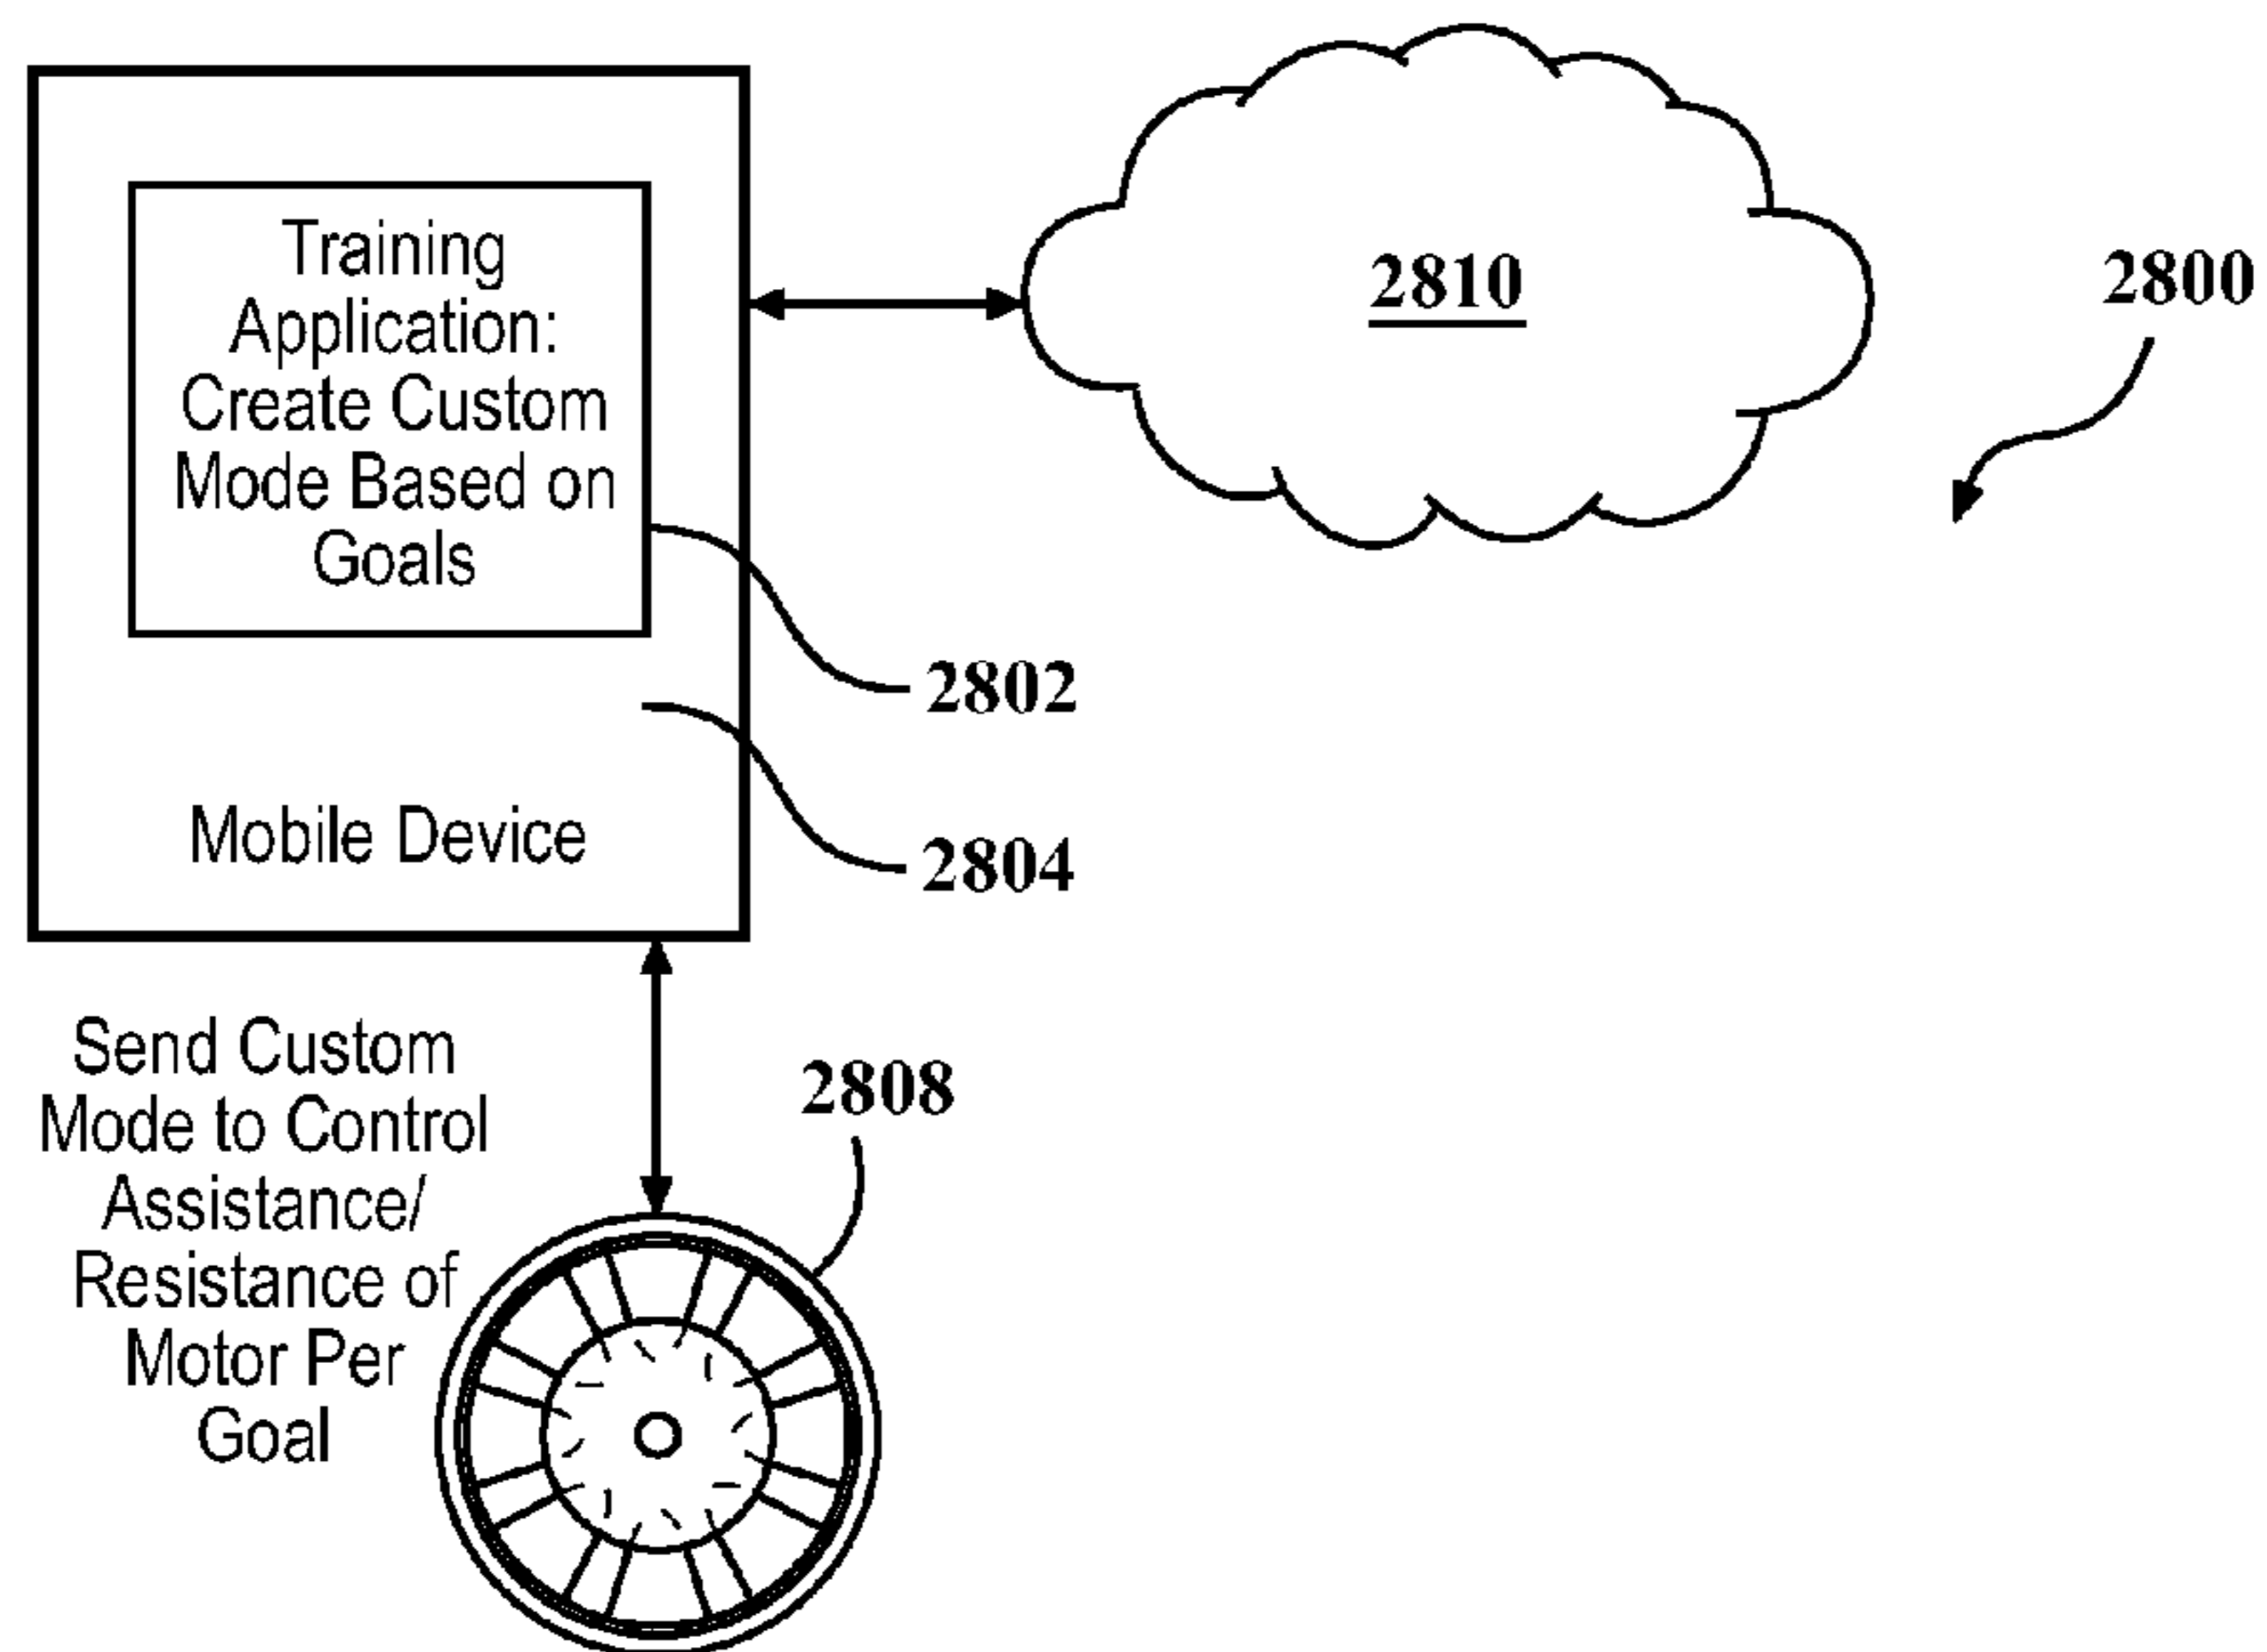 Training
Application:
Create Custom
Mode Based on
Goals
2810
2800
2802
2804
Mobile Device
Send Custom
Mode to Control
Assistance/
Resistance of
Motor Per
Goal
2808